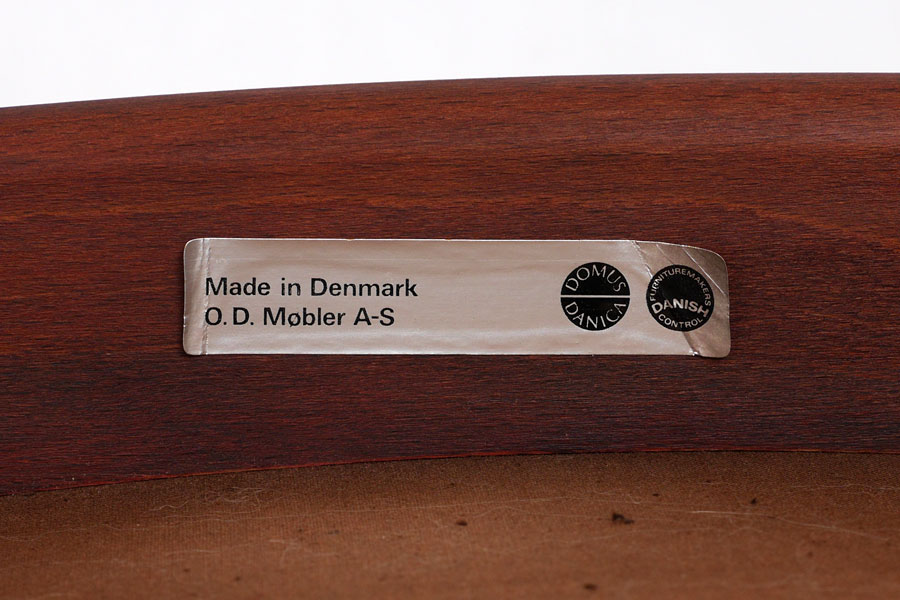 Made in Denmark
O.D. Møbler A-S
DOMUS
DANICA
FURNITUREMAKERS
DANISH
CONTROL